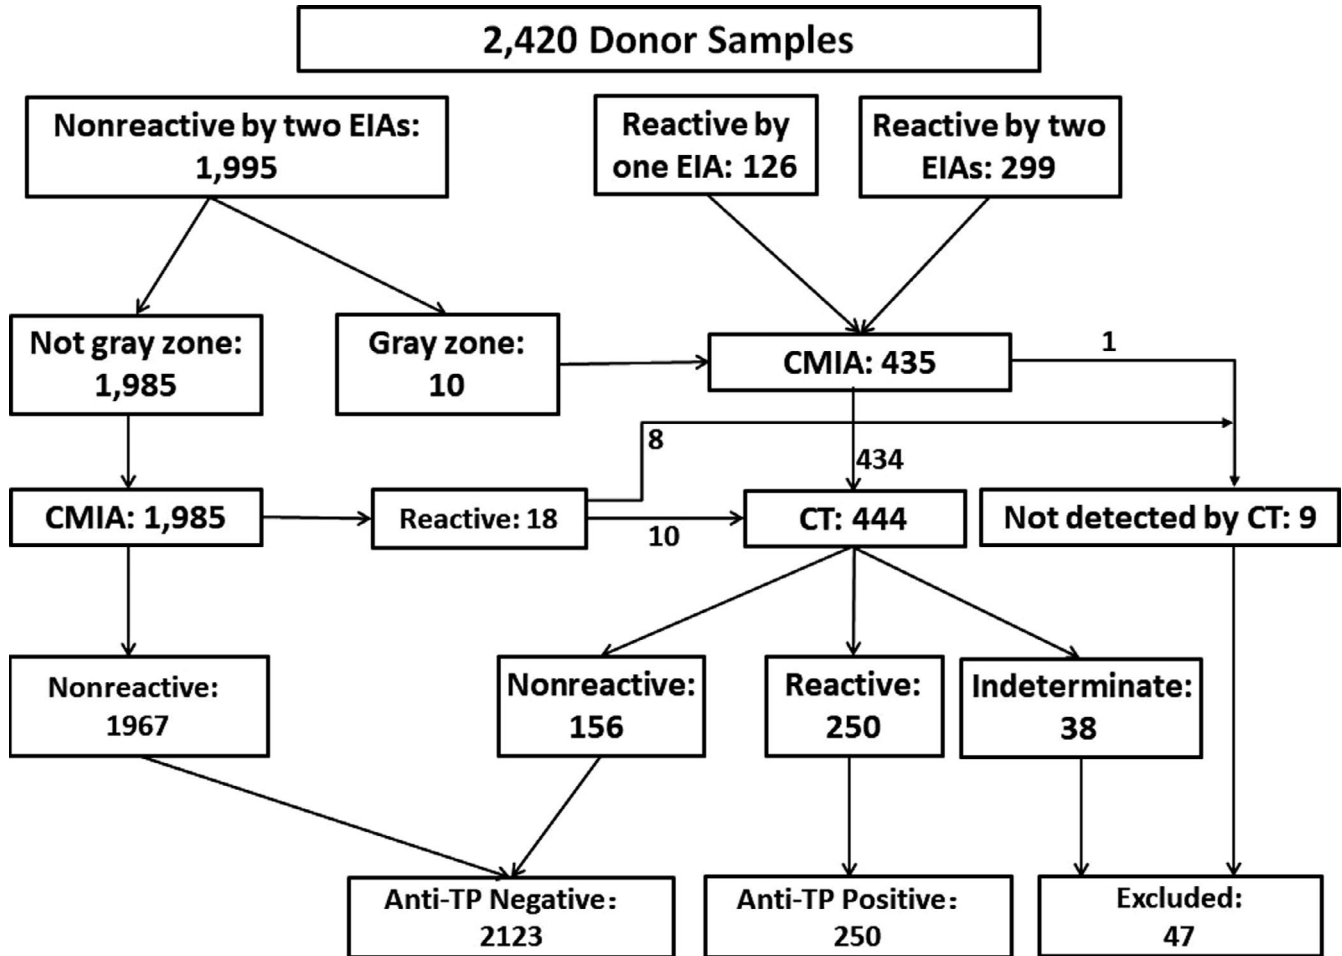 2,420 Donor Samples
Nonreactive by two EIAs:
1,995
Reactive by
one EIA: 126
Reactive by two
EIAs: 299
Not gray zone:
1,985
Gray zone:
10
CMIA: 435
1
8
434
CMIA: 1,985
Reactive: 18
10
CT: 444
Not detected by CT: 9
Nonreactive:
1967
Nonreactive:
156
Reactive:
250
Indeterminate:
38
Anti-TP Negative:
2123
Anti-TP Positive:
250
Excluded:
47